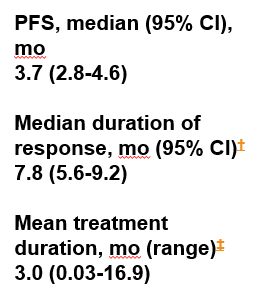 PFS, median (95% CI),
mo
3.7 (2.8-4.6)
Median duration of
response, mo (95% CI)†
7.8 (5.6-9.2)
Mean treatment
duration, mo (range)‡
3.0 (0.03-16.9)